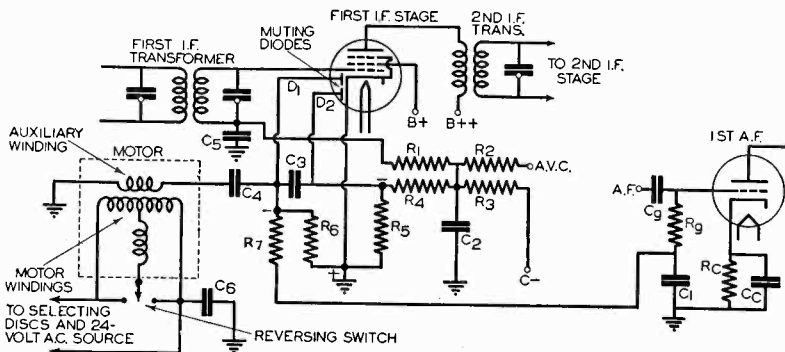 FIRST I.F. STAGE
2ND I.F.
TRANS.
FIRST I.F.
TRANSFORMER
MUTING
DIODES
TO 2ND I.F.
STAGE
D1
D2
B+
B++
1ST A.F.
AUXILIARY
WINDING
MOTOR
C5
R1
R2
A.V.C.
C4
C3
R4
R3
A.F.
Cg
Rg
R7
R6
R5
C2
C-
MOTOR
WINDINGS
C6
C1
RC
CC
TO SELECTING
DISCS AND 24-
VOLT A.C. SOURCE
REVERSING SWITCH